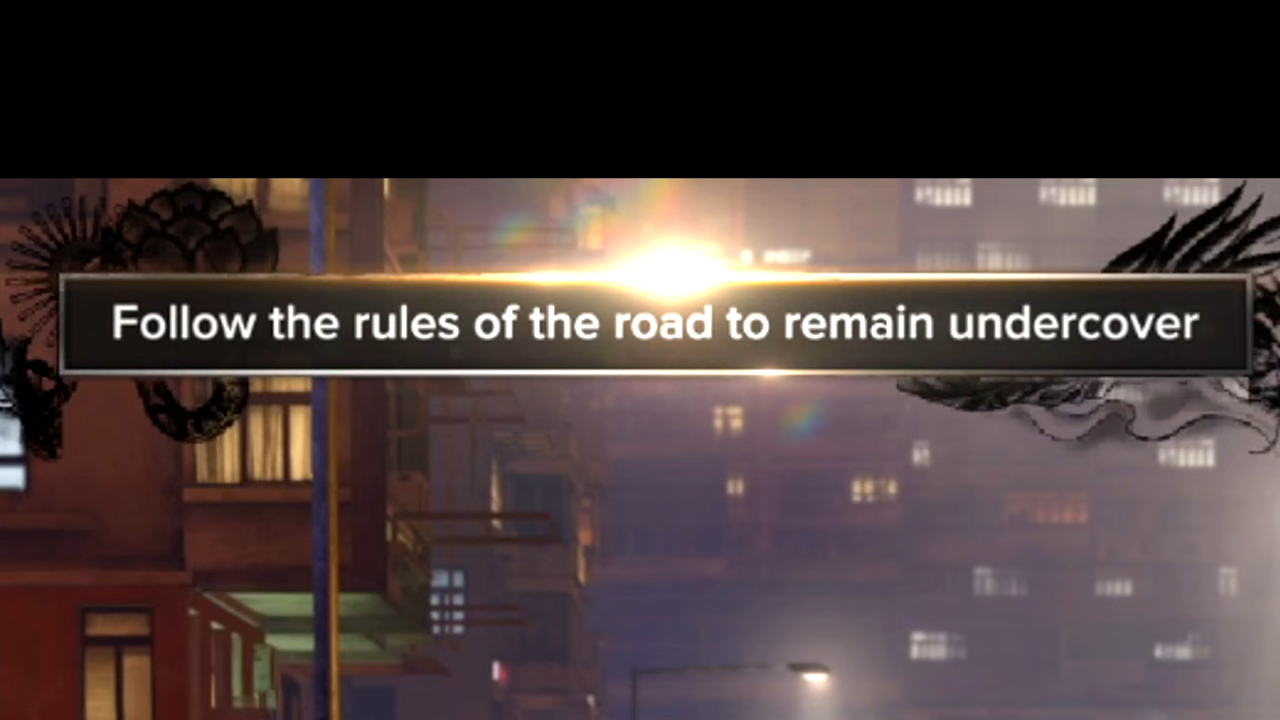 Follow the rules of the road to remain undercover